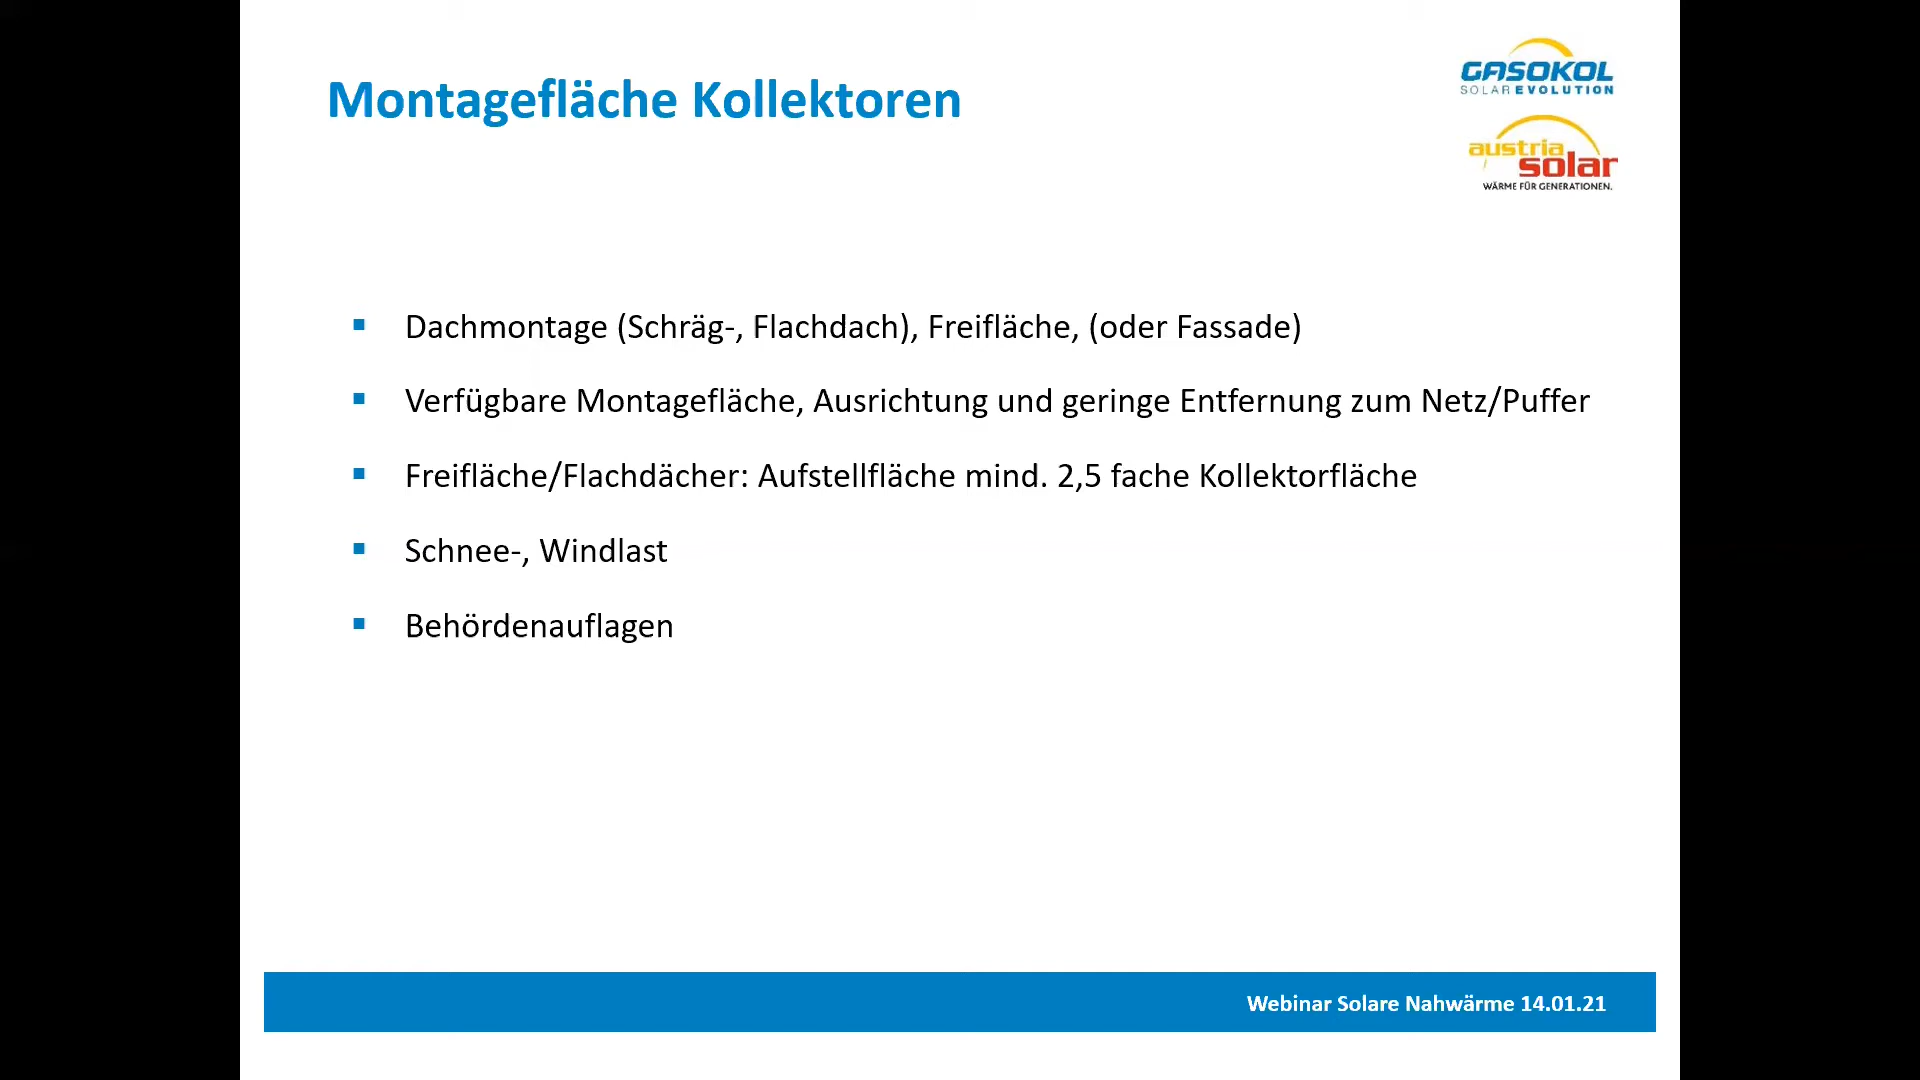 Montagefläche Kollektoren
GASOKOL
SOLAREVOLUTION
austria
solar
WÄRME FÜR GENERATIONEN.
Dachmontage (Schräg-, Flachdach), Freifläche, (oder Fassade)
Verfügbare Montagefläche, Ausrichtung und geringe Entfernung zum Netz/Puffer
Freifläche/Flachdächer: Aufstellfläche mind. 2,5 fache Kollektorfläche
Schnee-, Windlast
Behördenauflagen
Webinar Solare Nahwärme 14.01.21